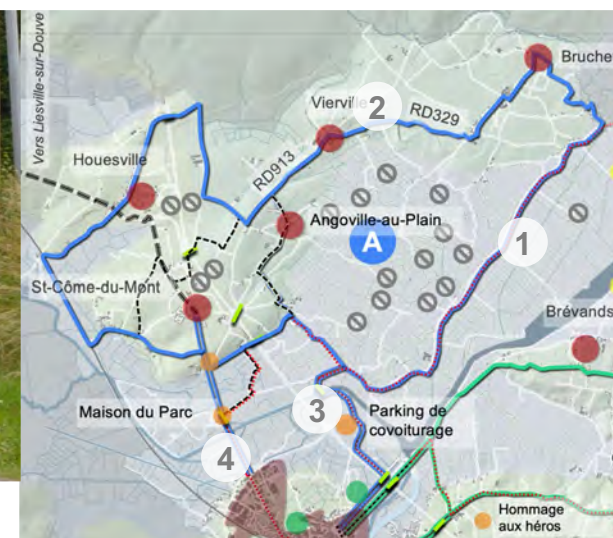 Vers Liesville-sur-Douve
Bruche
Vierville
2
RD329
Houesville
RD913
Angoville-au-Plain
A
1
St-Côme-du-Mont
Brévands
Maison du Parc
3
Parking de
covoiturage
4
Hommage
aux héros